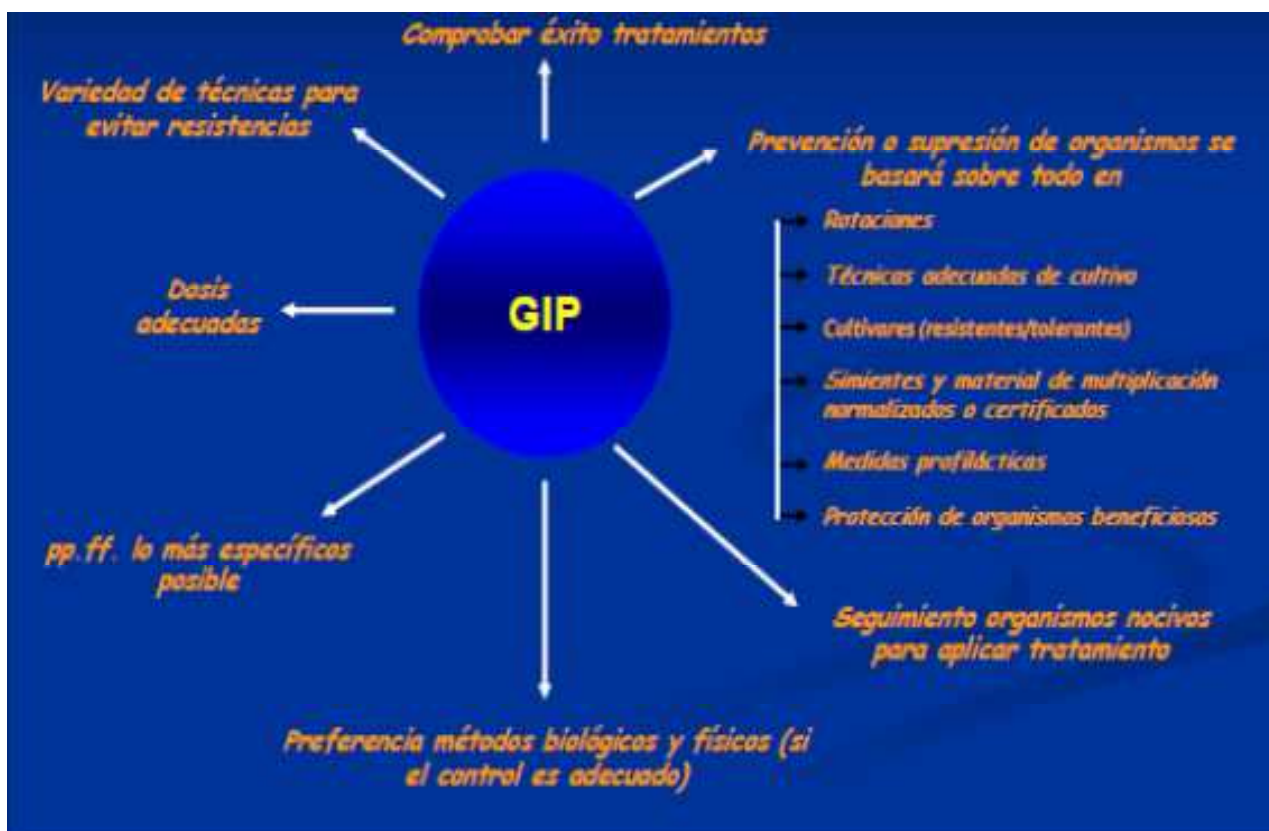 Comprobar éxito tratamientos
Variedad de técnicas para
evitar resistencias
Prevención o supresión de organismos se
basará sobre todo en
Rotaciones
Técnicas adecuadas de cultivo
Cultivares (resistentes/tolerantes)
Simientes y material de multiplicación
normalizados o certificados
Medidas profilácticas
Protección de organismos beneficiosos
Dosis
adecuadas
GIP
pp.ff. lo más específicos
posible
Seguimiento organismos nocivos
para aplicar tratamiento
Preferencia métodos biológicos y físicos (si
el control es adecuado)